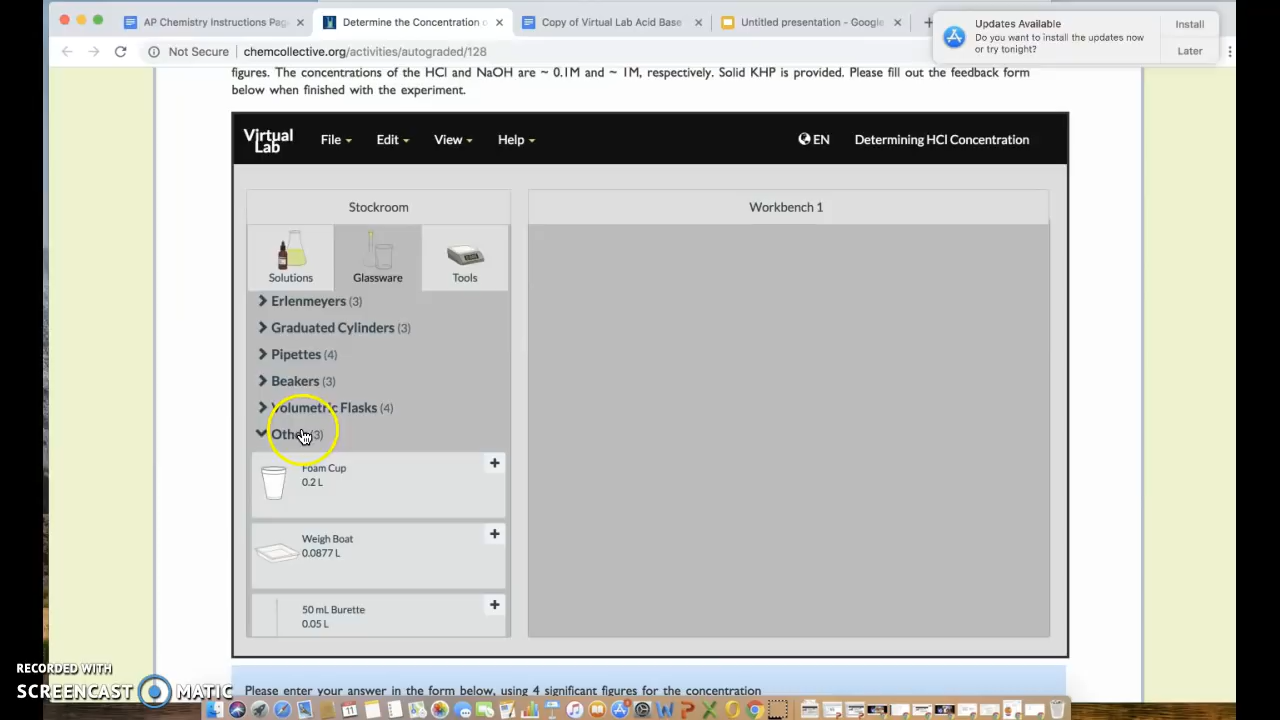 AP Chemistry Instructions Page
Determine the Concentration o
Copy of Virtual Lab Acid Base
Untitled presentation - Google
Updates Available
Do you want to install the updates now
or try tonight?
Install
Later
Not Secure
chemcollective.org/activities/autograded/128
figures. The concentrations of the HCl and NaOH are ~ 0.1M and ~ 1M, respectively. Solid KHP is provided. Please fill out the feedback form
below when finished with the experiment.
Virtual
Lab
File
Edit
View
Help
EN
Determining HCl Concentration
Stockroom
Workbench 1
Solutions
Glassware
Tools
Erlenmeyers (3)
Graduated Cylinders (3)
Pipettes (4)
Beakers (3)
Volumetric Flasks (4)
Other (3)
Foam Cup
0.2 L
Weigh Boat
0.0877 L
50 mL Burette
0.05 L
RECORDED WITH
SCREENCAST MATIC
Please enter your answer in the form below, using 4 significant figures for the concentration